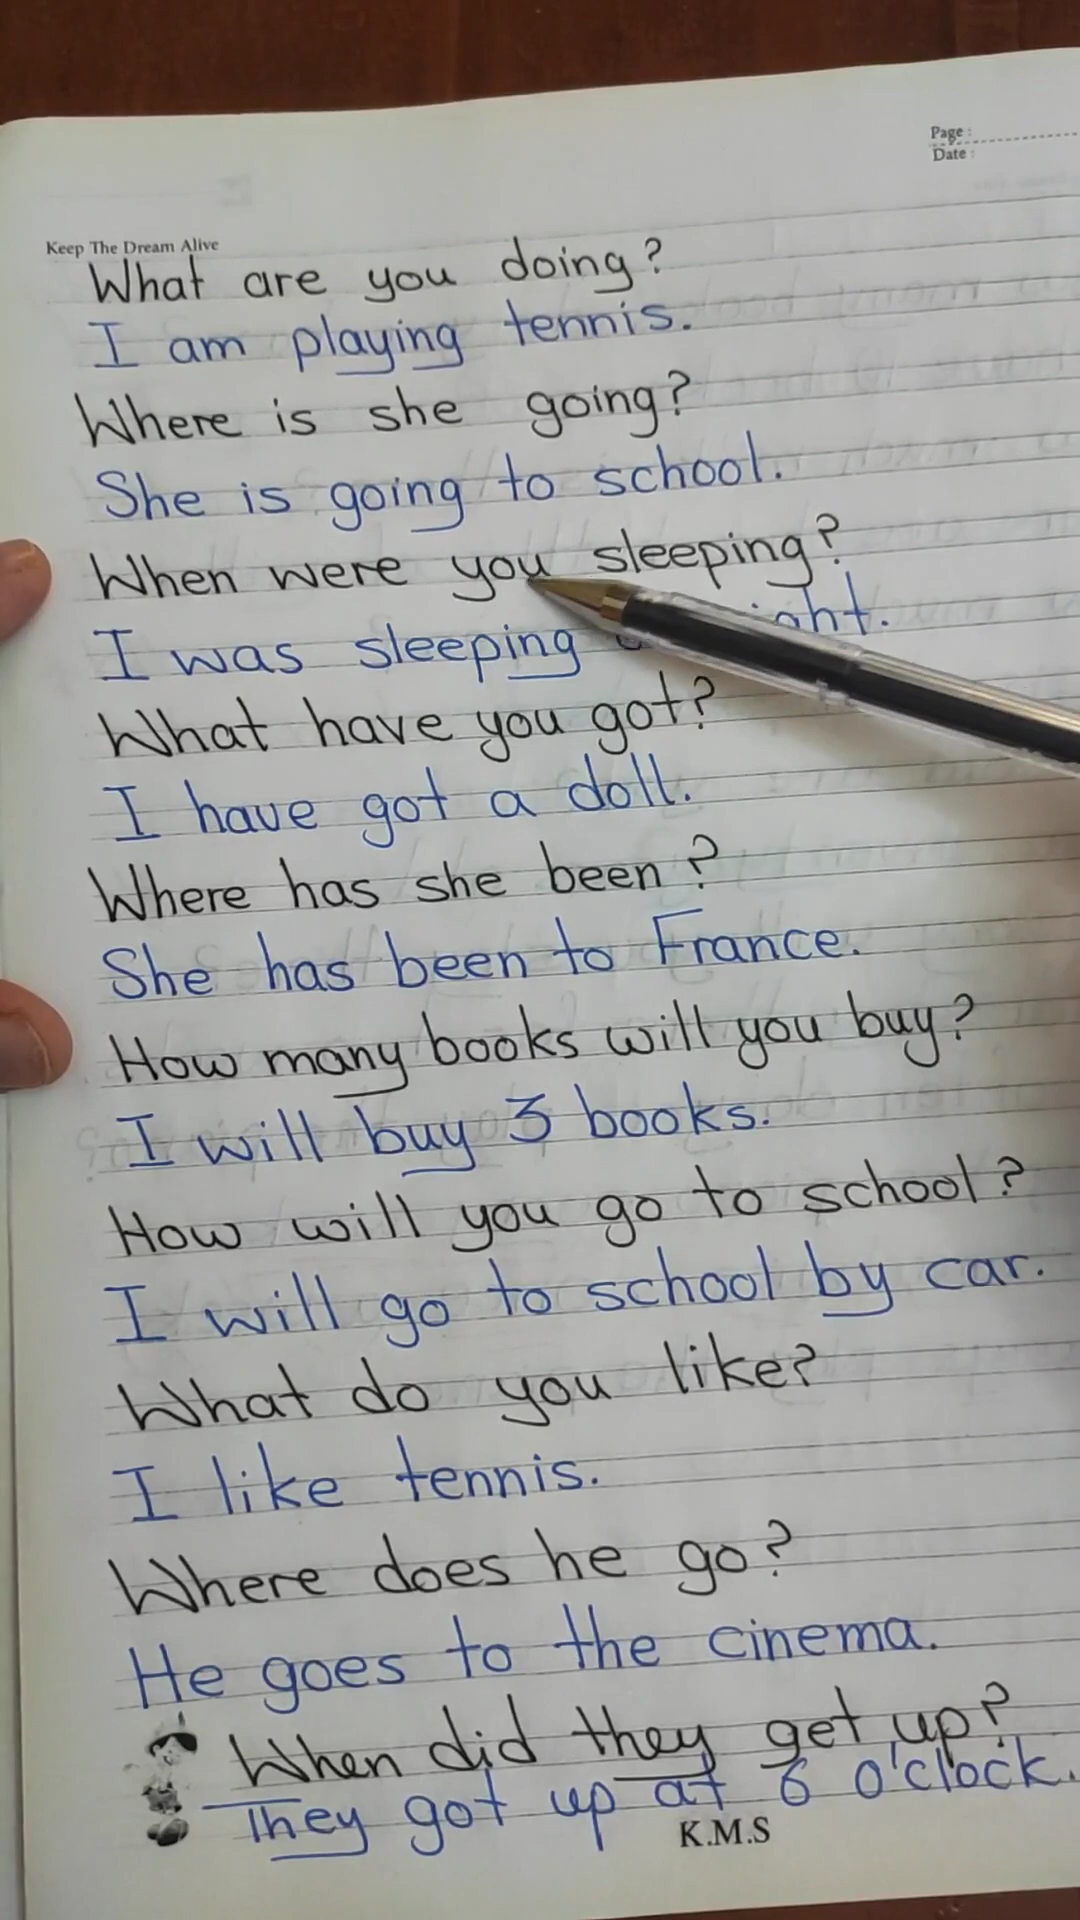 Page :
Date :
Keep The Dream Alive
What are you doing?
I am playing tennis.
Where is she going?
She is going to school.
When were you sleeping?
I was sleeping
What have you got?
I have got a doll.
Where has she been?
She has been to France.
How many books will you buy?
I will buy 3 books.
How will you go to school?
I will go to school by car.
What do you like?
I like tennis.
Where does he go?
He goes to the cinema.
When did they get up?
They got up at 6 o'clock.
K.M.S